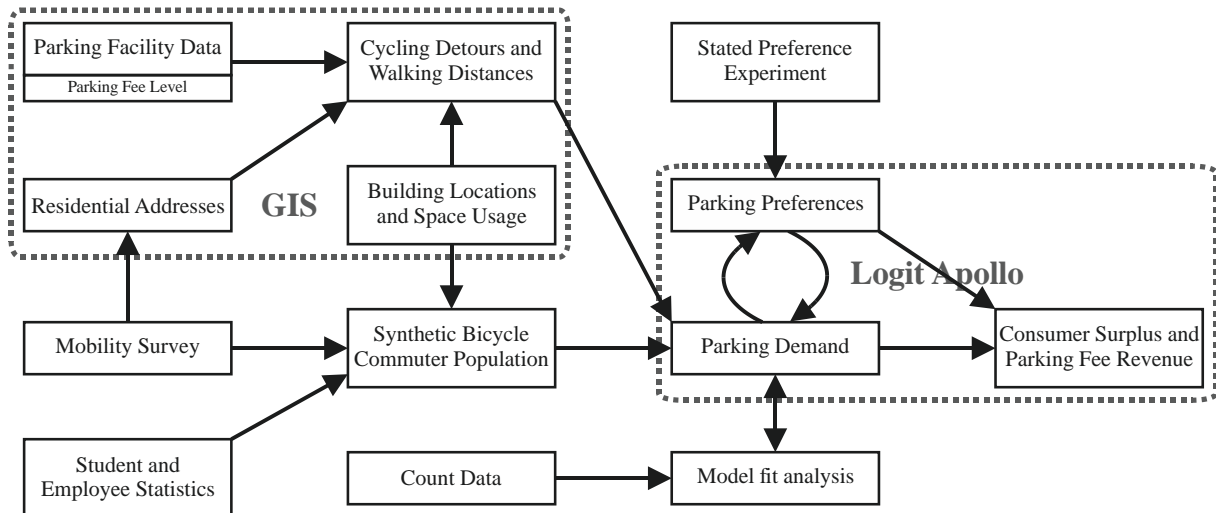 Parking Facility Data
Parking Fee Level
Cycling Detours and
Walking Distances
Stated Preference
Experiment
Residential Addresses
GIS
Building Locations
and Space Usage
Parking Preferences
Logit Apollo
Mobility Survey
Synthetic Bicycle
Commuter Population
Parking Demand
Consumer Surplus and
Parking Fee Revenue
Student and
Employee Statistics
Count Data
Model fit analysis